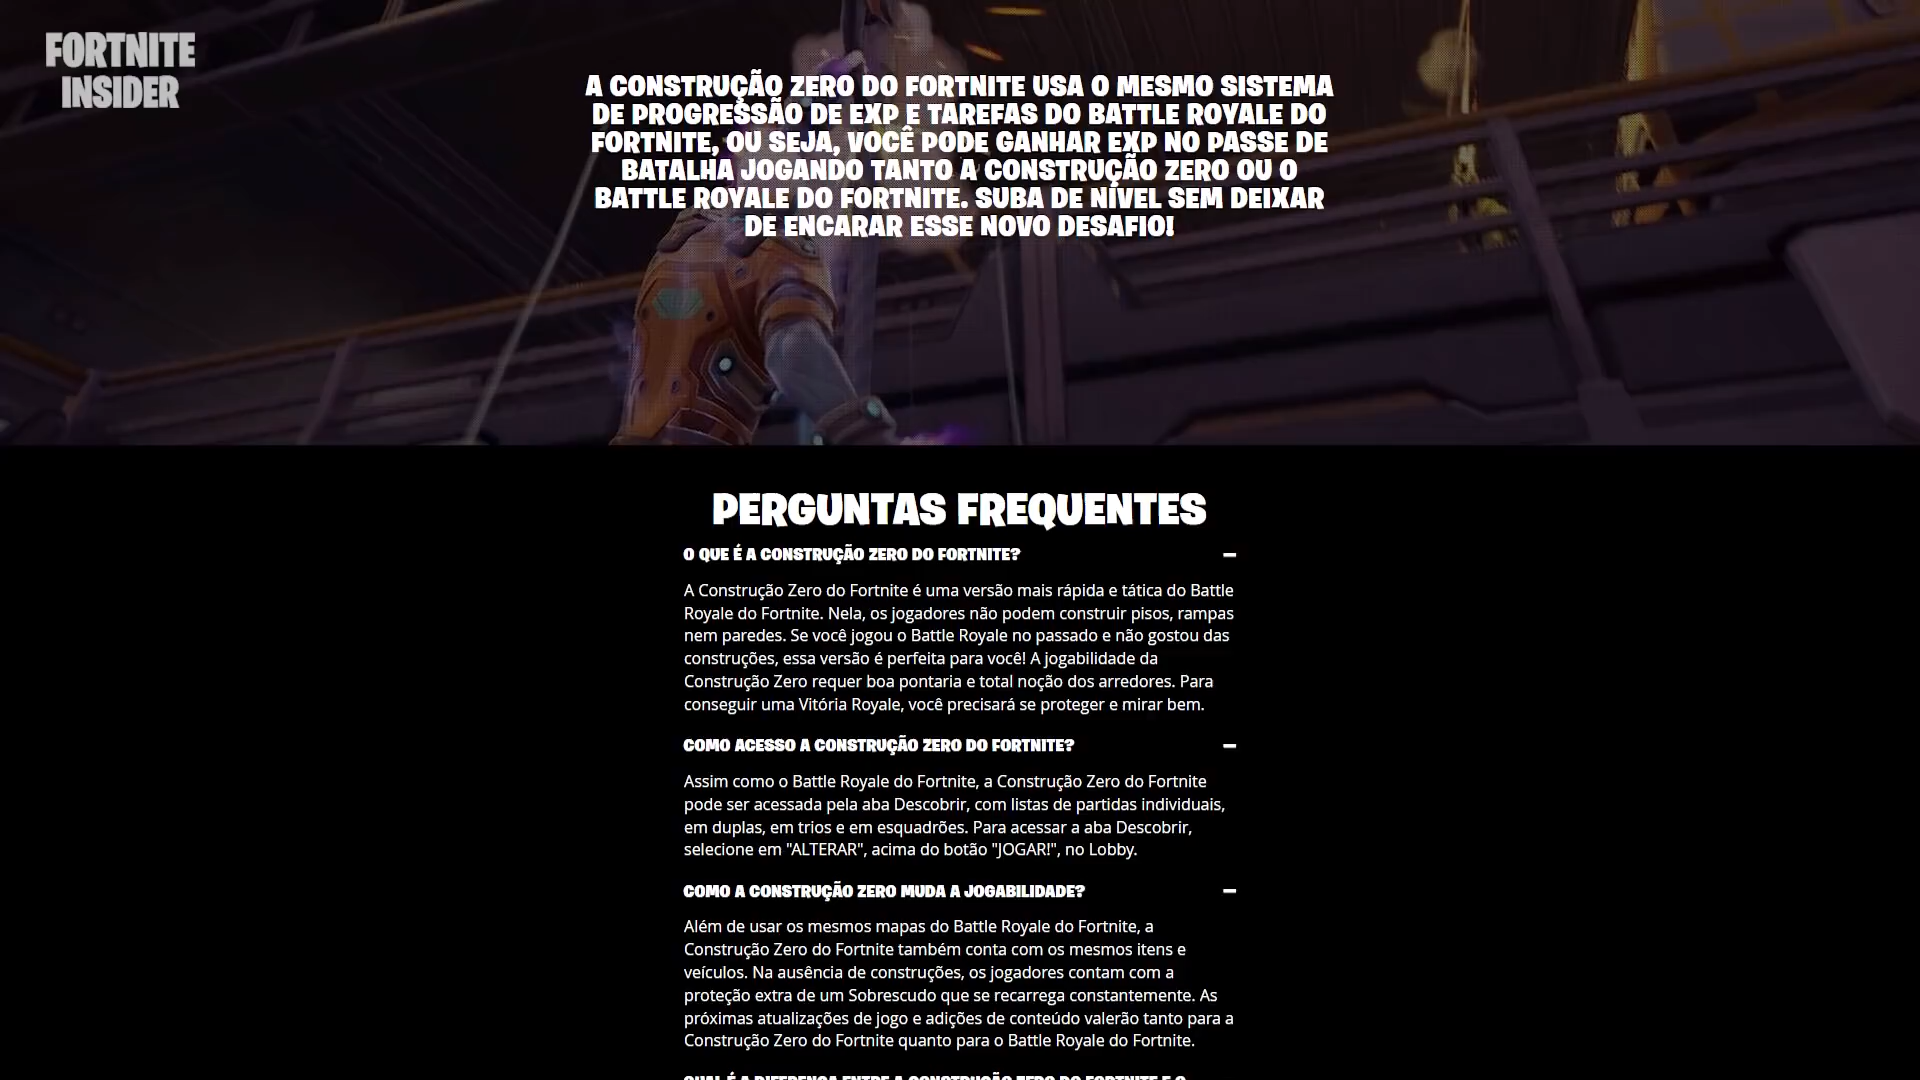 FORTNITE
INSIDER
A CONSTRUÇÃO ZERO DO FORTNITE USA O MESMO SISTEMA
DE PROGRESSÃO DE EXP E TAREFAS DO BATTLE ROYALE DO
FORTNITE, OU SEJA, VOCÊ PODE GANHAR EXP NO PASSE DE
BATALHA JOGANDO TANTO A CONSTRUÇÃO ZERO OU O
BATTLE ROYALE DO FORTNITE. SUBA DE NÍVEL SEM DEIXAR
DE ENCARAR ESSE NOVO DESAFIO!
PERGUNTAS FREQUENTES
O QUE É A CONSTRUÇÃO ZERO DO FORTNITE?
A Construção Zero do Fortnite é uma versão mais rápida e tática do Battle
Royale do Fortnite. Nela, os jogadores não podem construir pisos, rampas
nem paredes. Se você jogou o Battle Royale no passado e não gostou das
construções, essa versão é perfeita para você! A jogabilidade da
Construção Zero requer boa pontaria e total noção dos arredores. Para
conseguir uma Vitória Royale, você precisará se proteger e mirar bem.
COMO ACESSO A CONSTRUÇÃO ZERO DO FORTNITE?
Assim como o Battle Royale do Fortnite, a Construção Zero do Fortnite
pode ser acessada pela aba Descobrir, com listas de partidas individuais,
em duplas, em trios e em esquadrões. Para acessar a aba Descobrir,
selecione em "ALTERAR", acima do botão "JOGAR!", no Lobby.
COMO A CONSTRUÇÃO ZERO MUDA A JOGABILIDADE?
Além de usar os mesmos mapas do Battle Royale do Fortnite, a
Construção Zero do Fortnite também conta com os mesmos itens e
veículos. Na ausência de construções, os jogadores contam com a
proteção extra de um Sobrescudo que se recarrega constantemente. As
próximas atualizações de jogo e adições de conteúdo valerão tanto para a
Construção Zero do Fortnite quanto para o Battle Royale do Fortnite.
QUAL É A DIFERENÇA ENTRE A CONSTRUÇÃO ZERO DO FORTNITE E O